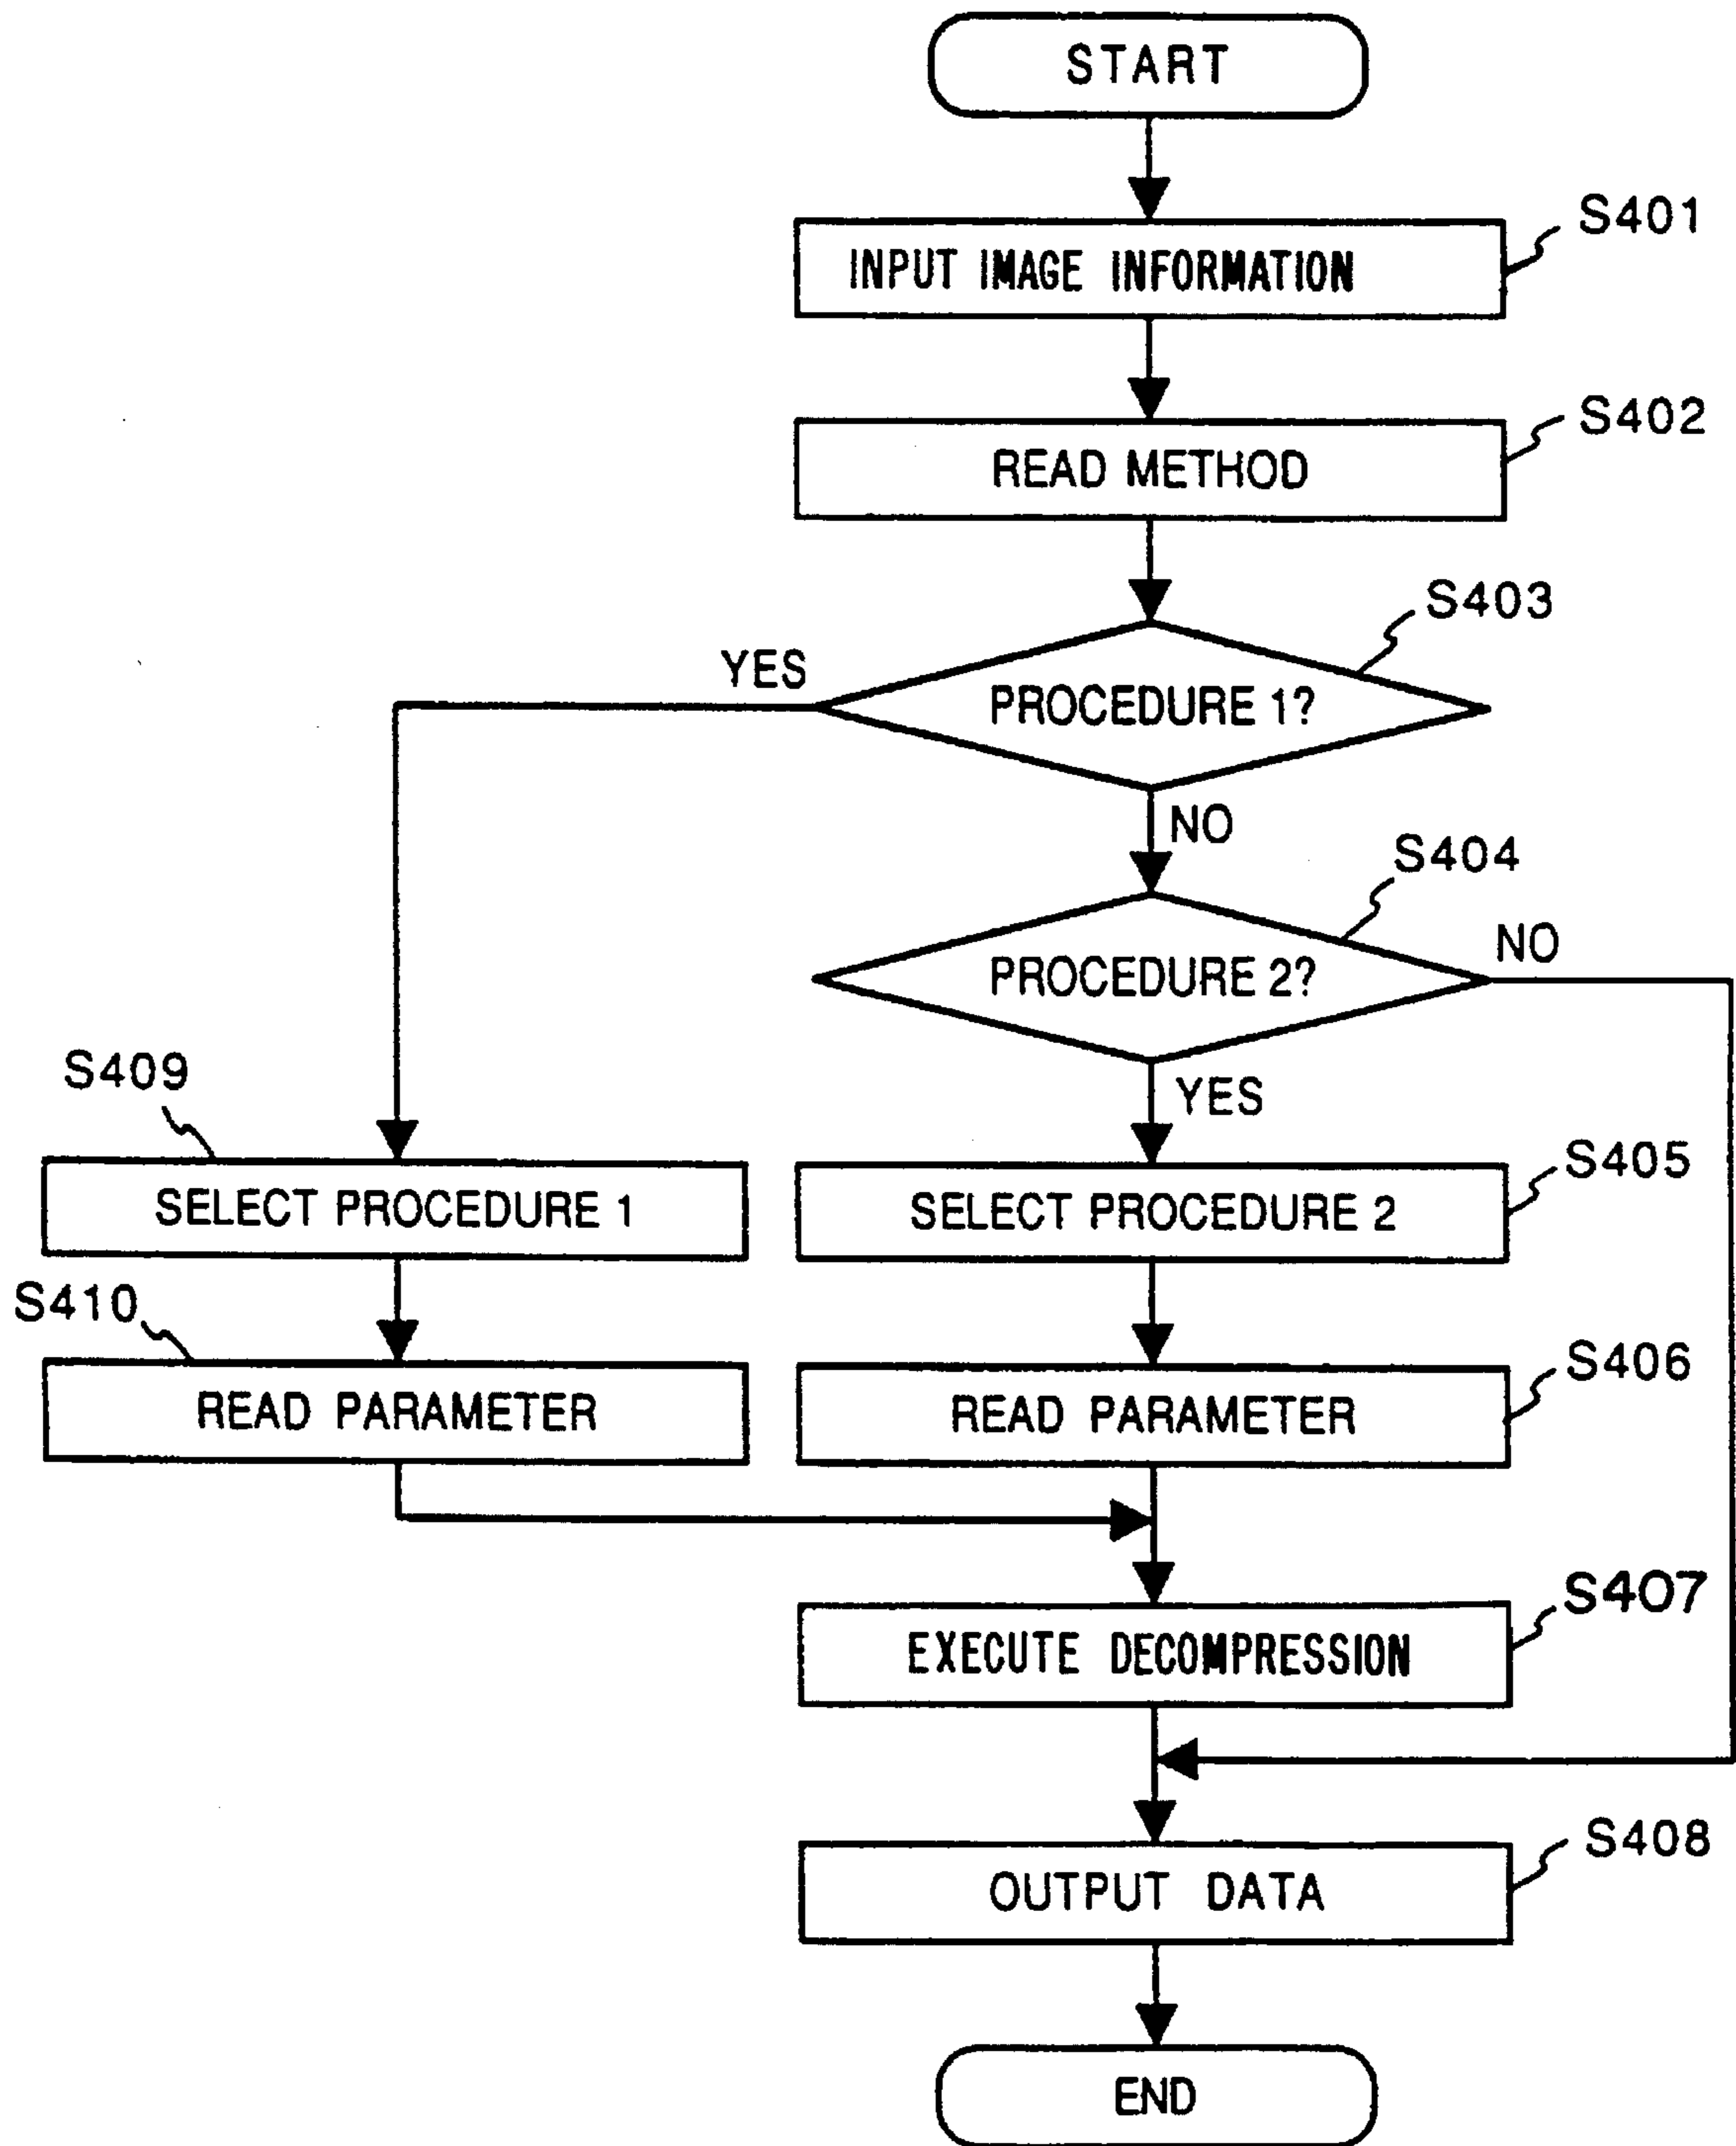 START
S401
INPUT IMAGE INFORMATION
S402
READ METHOD
S403
YES
PROCEDURE 1?
NO
S404
NO
PROCEDURE 2?
YES
S409
S405
SELECT PROCEDURE 1
SELECT PROCEDURE 2
S410
S406
READ PARAMETER
READ PARAMETER
S407
EXECUTE DECOMPRESSION
S408
OUTPUT DATA
END